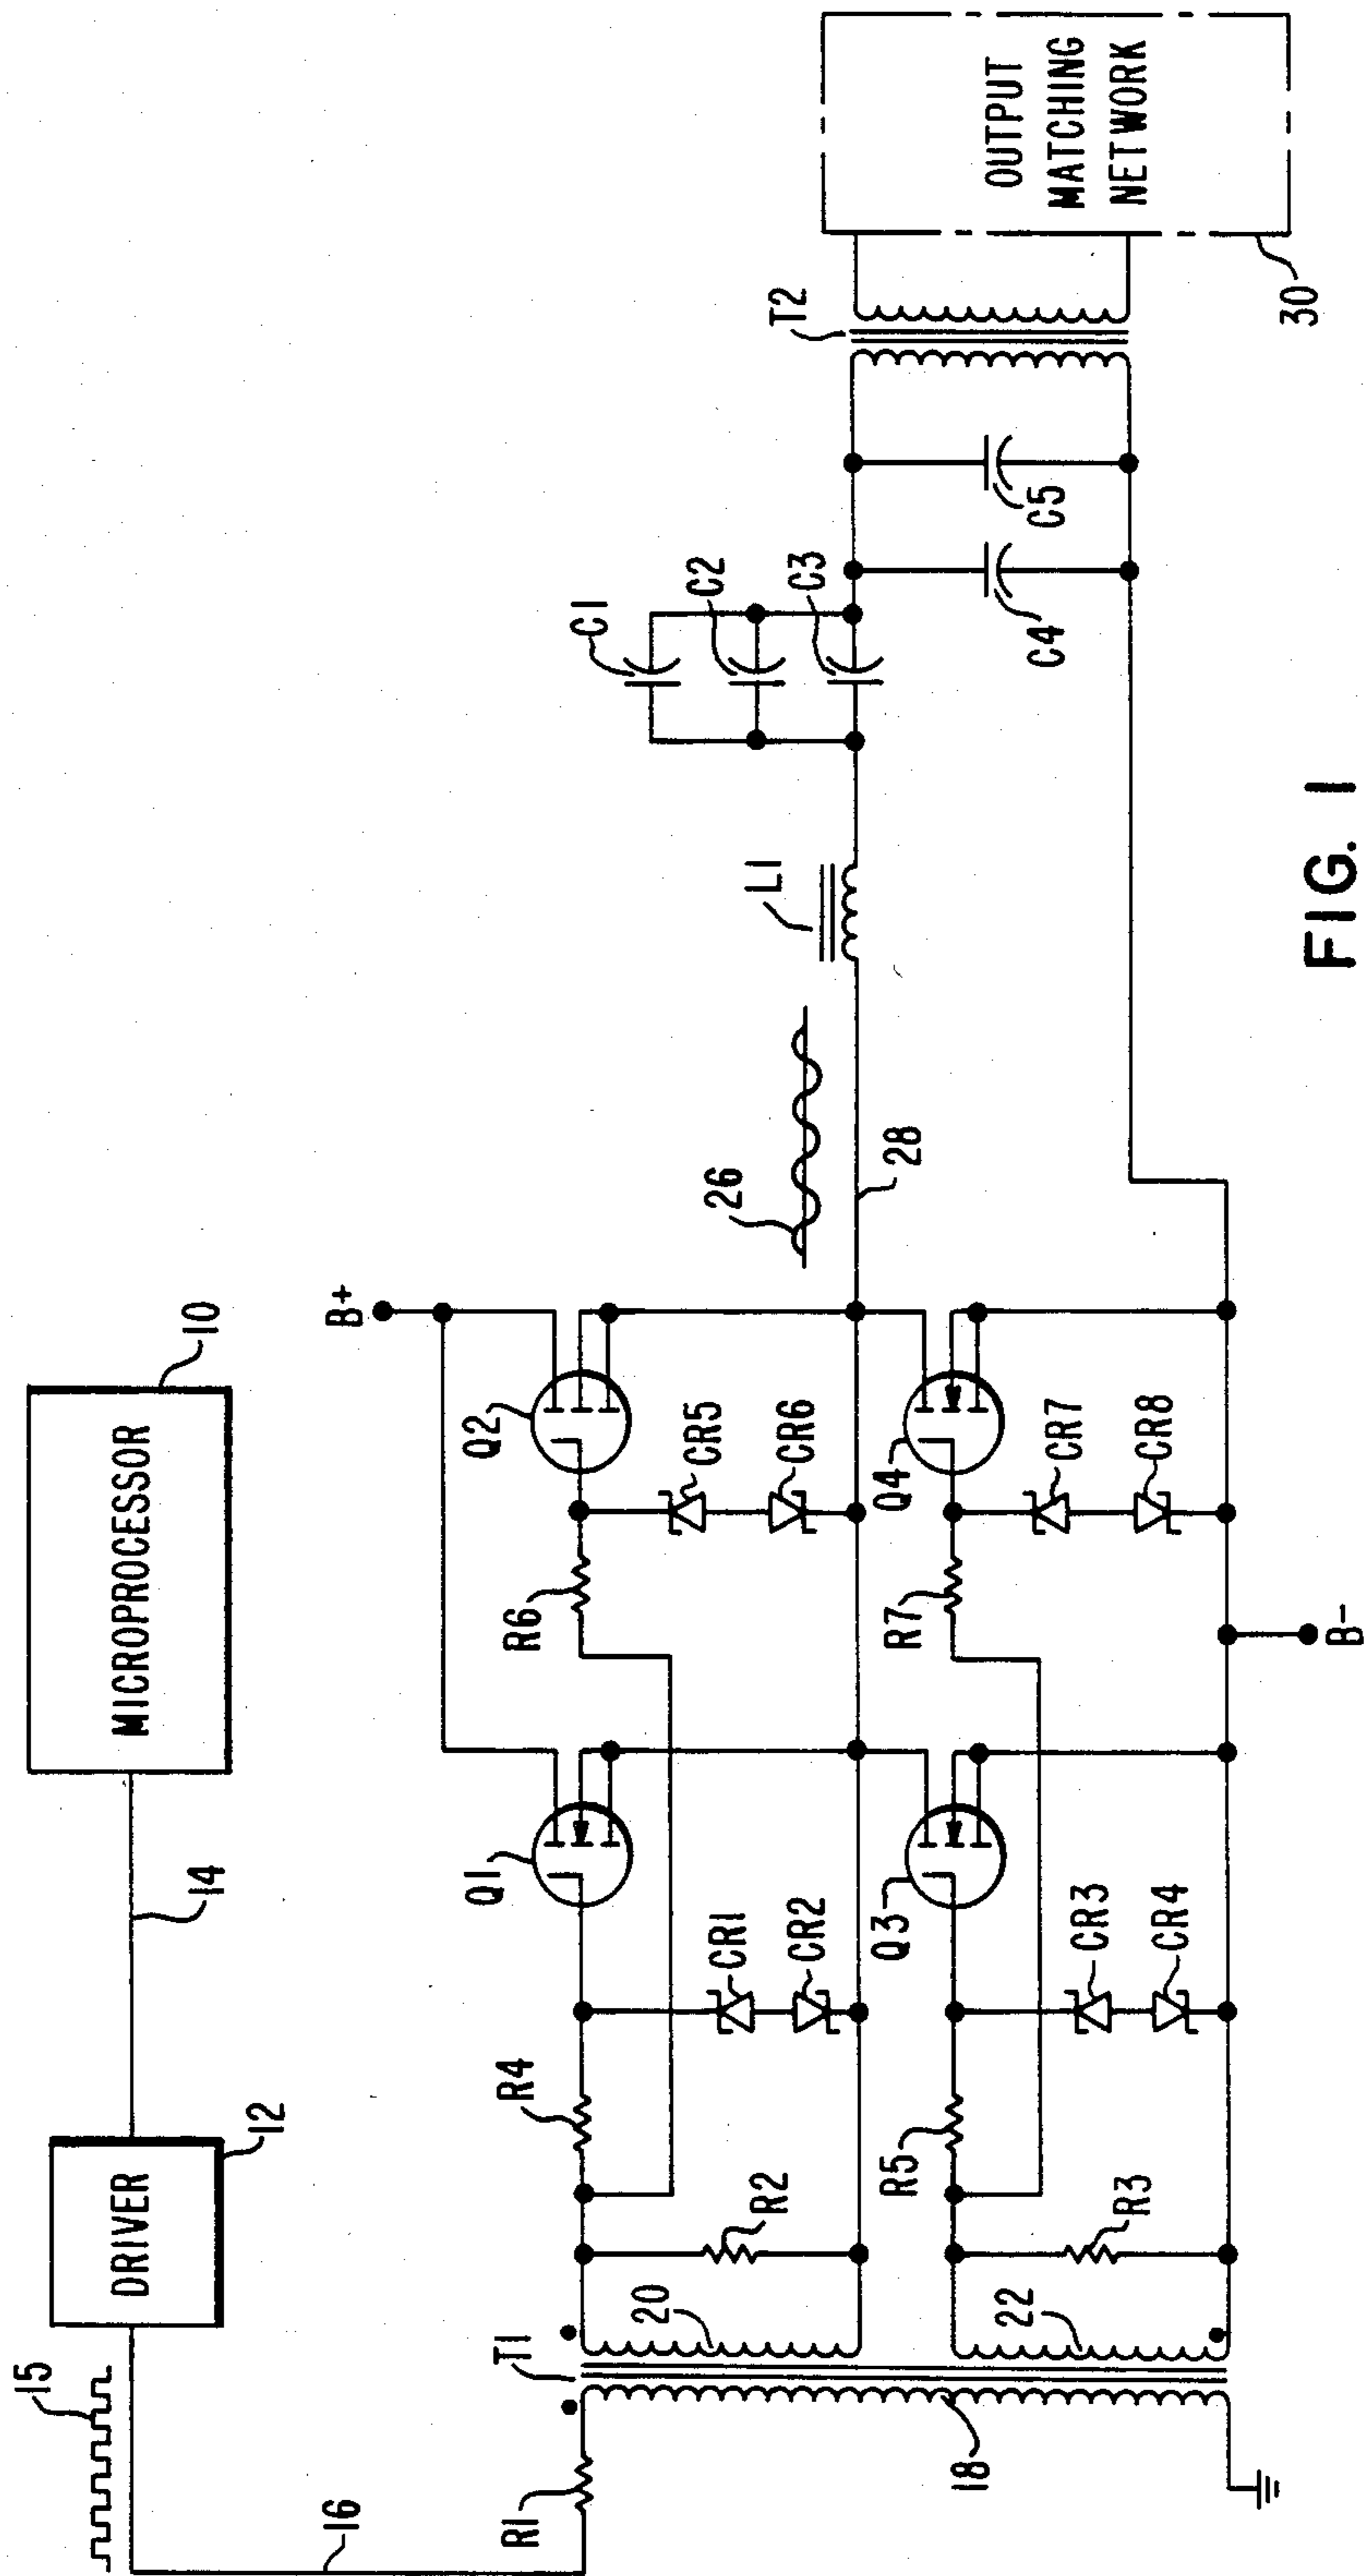 MICROPROCESSOR
10
DRIVER
12
14
15
16
R1
T1
18
20
22
R2
R3
R4
R5
Q1
Q3
CR1
CR2
CR3
CR4
R6
R7
Q2
Q4
CR5
CR6
CR7
CR8
B+
B-
26
28
L1
C1
C2
C3
C4
C5
T2
OUTPUT
MATCHING
NETWORK
30
FIG. 1